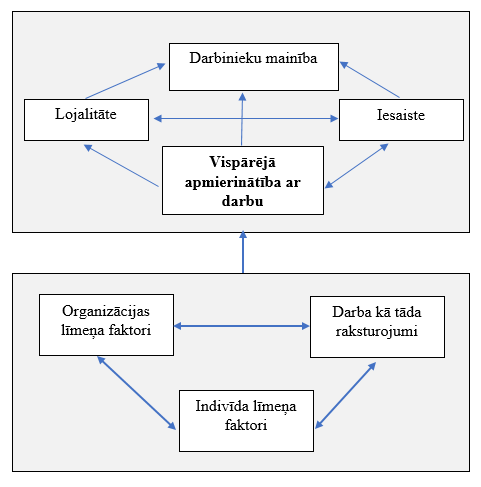 Darbinieku mainība
Lojalitāte
Iesaiste
Vispārējā
apmierinātība ar
darbu
Organizācijas
līmeņa faktori
Darba kā tāda
raksturojumi
Indivīda līmeņa
faktori